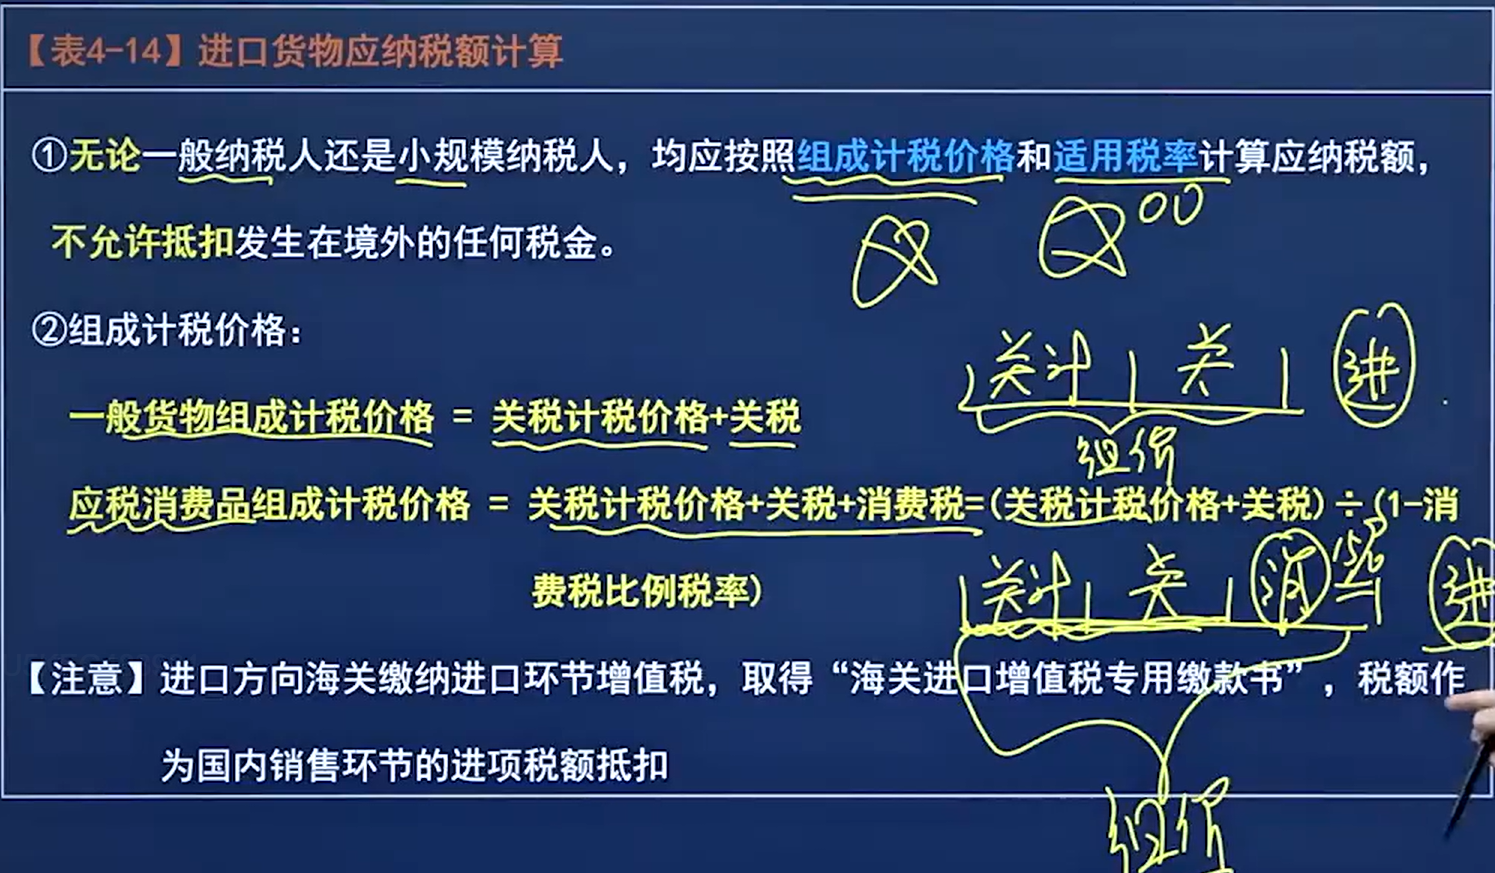 【表4-14】进口货物应纳税额计算
①无论一般纳税人还是小规模纳税人，均应按照组成计税价格和适用税率计算应纳税额，
不允许抵扣发生在境外的任何税金。
②组成计税价格：
关计 关 进
一般货物组成计税价格 = 关税计税价格+关税
组价
应税消费品组成计税价格 = 关税计税价格+关税+消费税=(关税计税价格+关税)÷(1-消
费税比例税率)
关计 关 消 15% 进
【注意】进口方向海关缴纳进口环节增值税，取得“海关进口增值税专用缴款书”，税额作
为国内销售环节的进项税额抵扣
组价